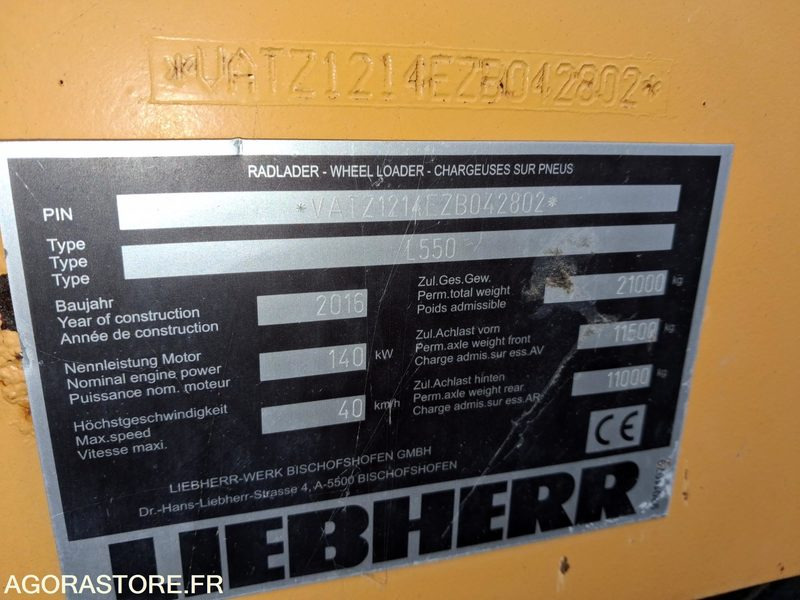 *VATZ1214EZB042802*
RADLADER - WHEEL LOADER - CHARGEUSES SUR PNEUS
PIN *VATZ1214EZB042802*
Type
Type L550
Type
Baujahr
Year of construction 2016
Année de construction
Nennleistung Motor
Nominal engine power 140 kW
Puissance nom. moteur
Höchstgeschwindigkeit
Max.speed 40 km/h
Vitesse maxi.
Zul.Ges.Gew.
Perm.total weight 21000 kg
Poids admissible
Zul.Achlast vorn
Perm.axle weight front 11500 kg
Charge admis.sur ess.AV
Zul.Achlast hinten
Perm.axle weight rear. 11000 kg
Charge admis.sur ess.AR
CE
LIEBHERR-WERK BISCHOFSHOFEN GMBH
Dr.-Hans-Liebherr-Strasse 4, A-5500 BISCHOFSHOFEN
LIEBHERR
AGORASTORE.FR